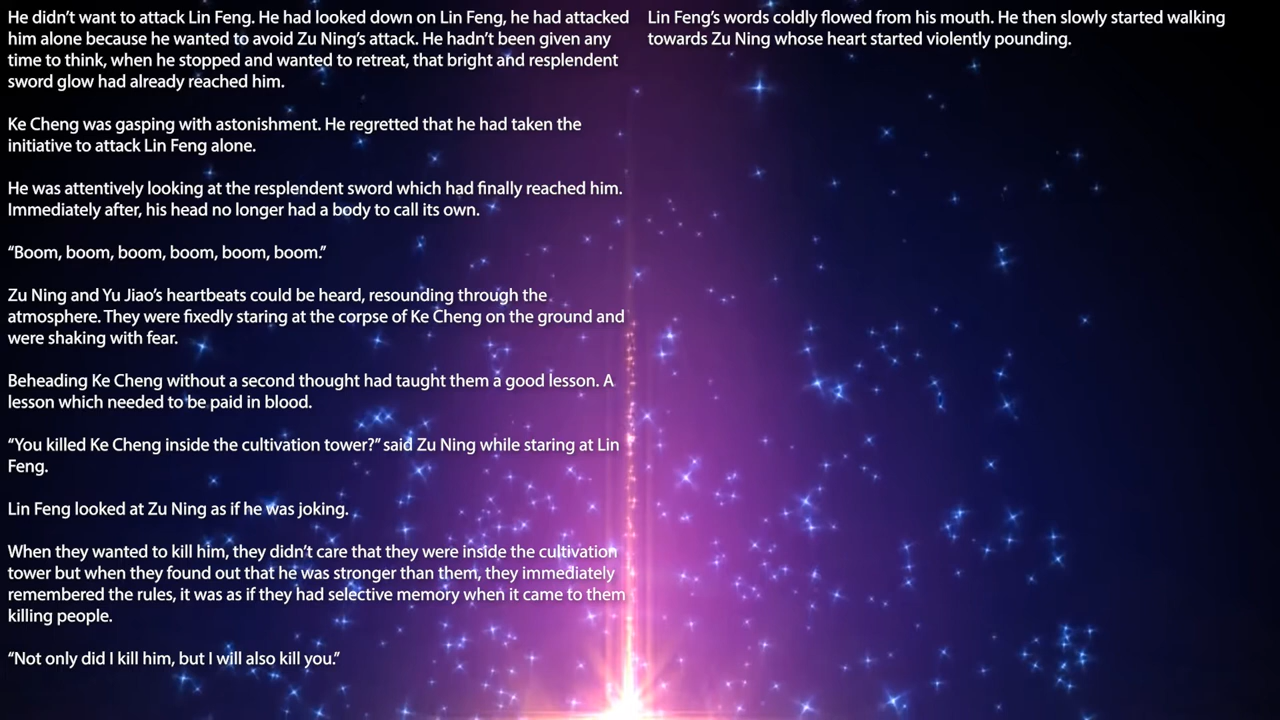 He didn’t want to attack Lin Feng. He had looked down on Lin Feng, he had attacked
him alone because he wanted to avoid Zu Ning’s attack. He hadn’t been given any
time to think, when he stopped and wanted to retreat, that bright and resplendent
sword glow had already reached him.
Ke Cheng was gasping with astonishment. He regretted that he had taken the
initiative to attack Lin Feng alone.
He was attentively looking at the resplendent sword which had finally reached him.
Immediately after, his head no longer had a body to call its own.
“Boom, boom, boom, boom, boom, boom.”
Zu Ning and Yu Jiao’s heartbeats could be heard, resounding through the
atmosphere. They were fixedly staring at the corpse of Ke Cheng on the ground and
were shaking with fear.
Beheading Ke Cheng without a second thought had taught them a good lesson. A
lesson which needed to be paid in blood.
“You killed Ke Cheng inside the cultivation tower?” said Zu Ning while staring at Lin
Feng.
Lin Feng looked at Zu Ning as if he was joking.
When they wanted to kill him, they didn’t care that they were inside the cultivation
tower but when they found out that he was stronger than them, they immediately
remembered the rules, it was as if they had selective memory when it came to them
killing people.
“Not only did I kill him, but I will also kill you.”
Lin Feng’s words coldly flowed from his mouth. He then slowly started walking
towards Zu Ning whose heart started violently pounding.